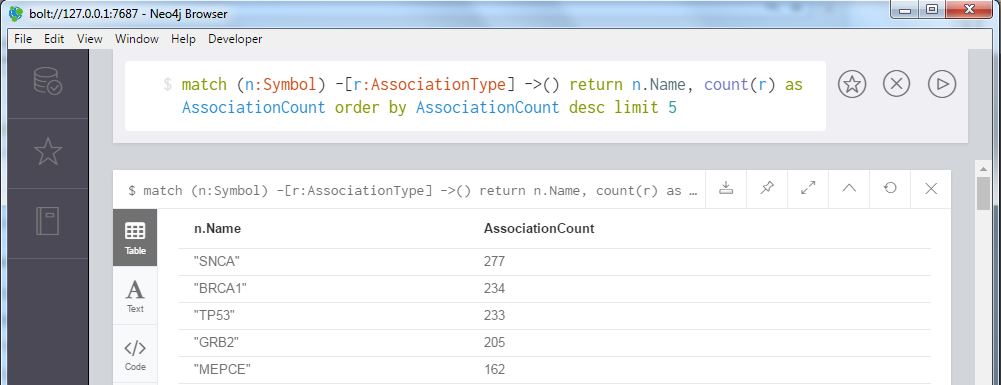 bolt://127.0.0.1:7687 - Neo4j Browser
File Edit View Window Help Developer
$ match (n:Symbol) -[r:AssociationType] ->() return n.Name, count(r) as
AssociationCount order by AssociationCount desc limit 5
$ match (n:Symbol) -[r:AssociationType] ->() return n.Name, count(r) as …
n.Name AssociationCount
Table
"SNCA" 277
"BRCA1" 234
A
Text
"TP53" 233
"GRB2" 205
</>
Code
"MEPCE" 162